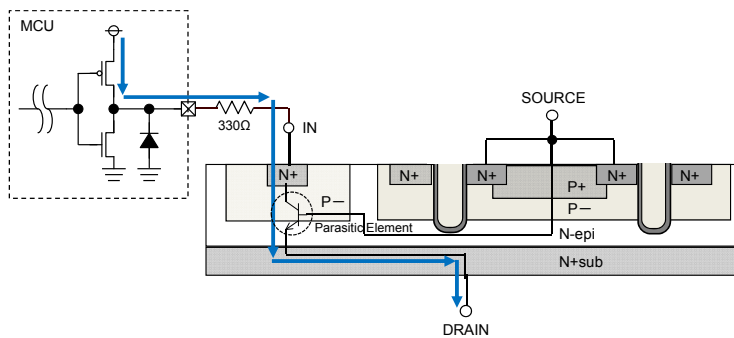 MCU
330Ω
IN
SOURCE
N+
N+
N+
P+
N+
N+
P−
P−
Parasitic Element
N-epi
N+sub
DRAIN